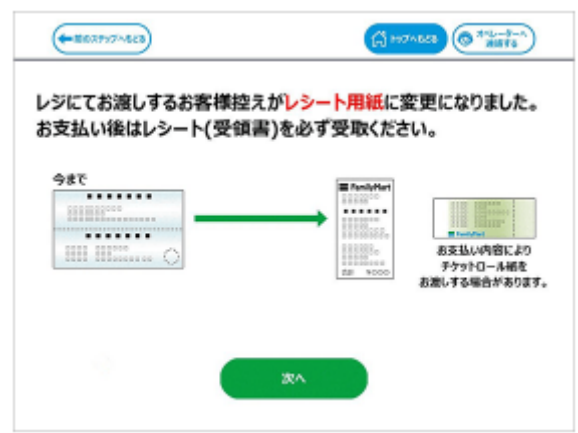 前のステップへもどる
トップへもどる
オペレーターへ
連絡する
レジにてお渡しするお客様控えがレシート用紙に変更になりました。
お支払い後はレシート(受領書)を必ず受取ください。
今まで
FamilyMart
合計 ¥000
FamilyMart
お支払い内容により
チケットロール紙を
お渡しする場合があります。
次へ